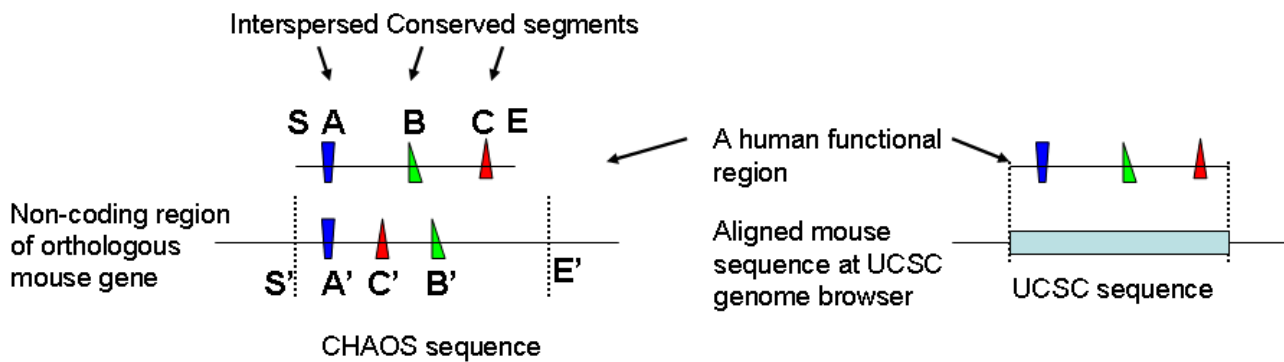 Interspersed Conserved segments
S A B C E
Non-coding region
of orthologous
mouse gene
S' A' C' B' E'
CHAOS sequence
A human functional
region
Aligned mouse
sequence at UCSC
genome browser
UCSC sequence